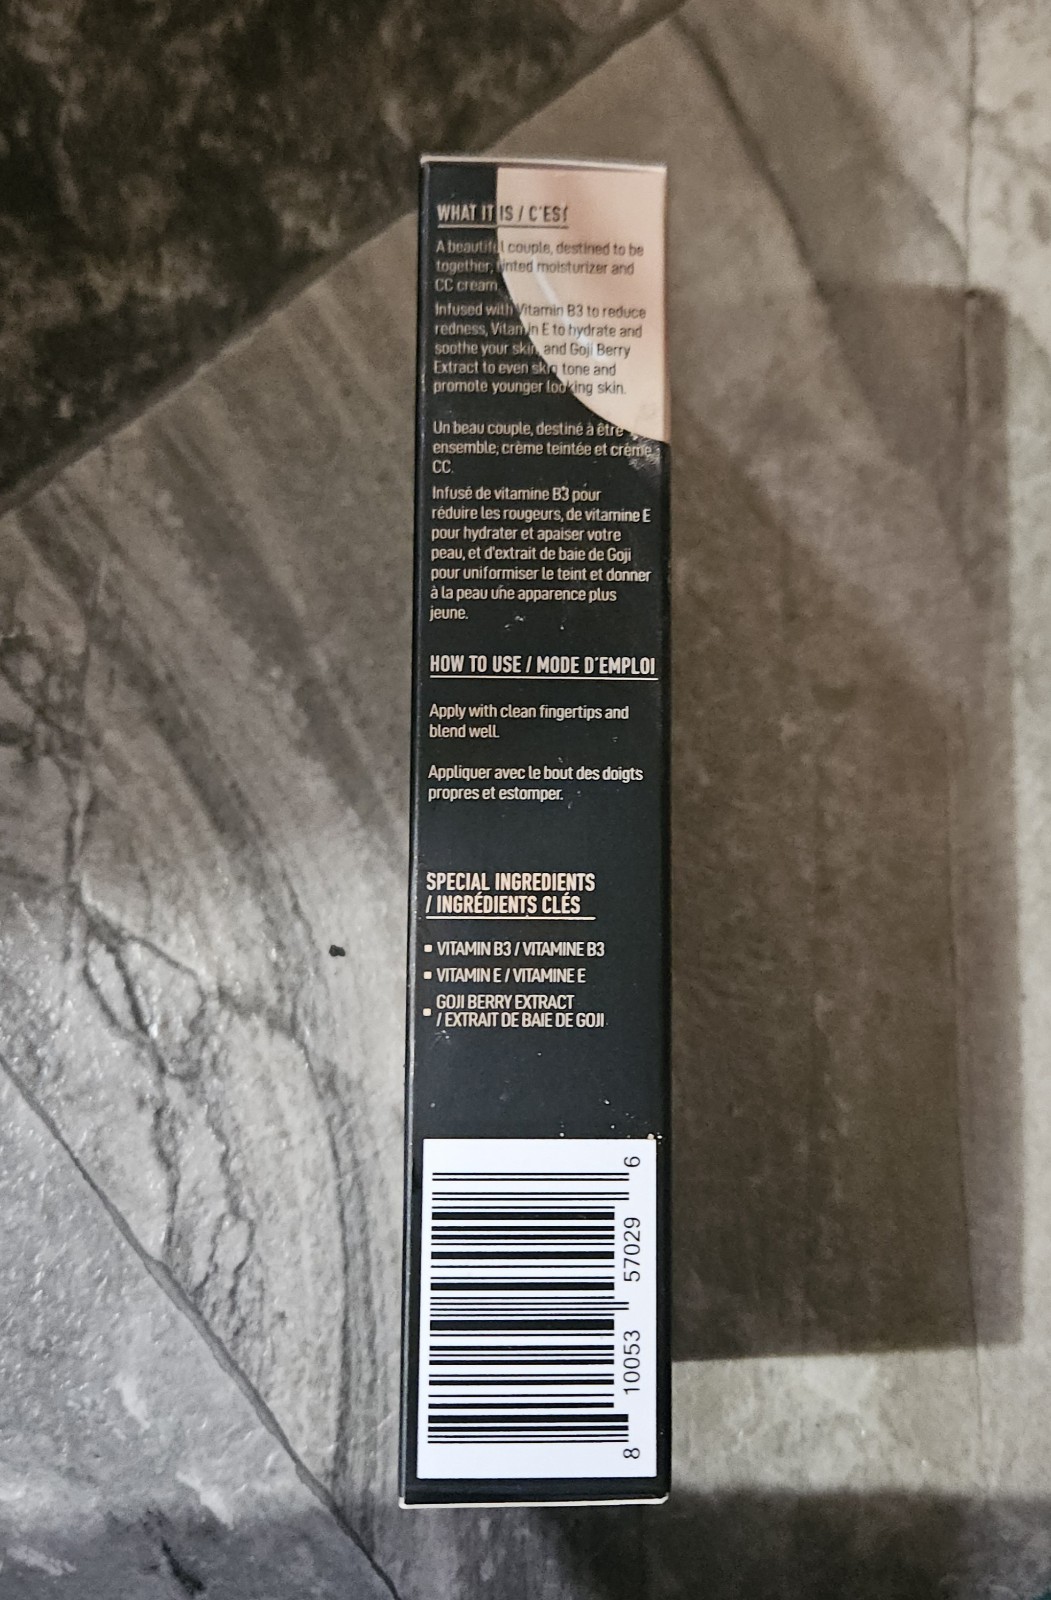 WHAT IT IS / C'EST
A beautiful couple, destined to be
together, tinted moisturizer and
CC cream.
Infused with Vitamin B3 to reduce
redness, Vitamin E to hydrate and
soothe your skin, and Goji Berry
Extract to even skin tone and
promote younger looking skin.
Un beau couple, destiné à être
ensemble, crème teintée et crème
CC.
Infusé de vitamine B3 pour
réduire les rougeurs, de vitamine E
pour hydrater et apaiser votre
peau, et d'extrait de baie de Goji
pour uniformiser le teint et donner
à la peau une apparence plus
jeune.
HOW TO USE / MODE D'EMPLOI
Apply with clean fingertips and
blend well.
Appliquer avec le bout des doigts
propres et estomper.
SPECIAL INGREDIENTS
/ INGRÉDIENTS CLÉS
▪ VITAMIN B3 / VITAMINE B3
▪ VITAMIN E / VITAMINE E
▪ GOJI BERRY EXTRACT
/ EXTRAIT DE BAIE DE GOJI
8 10053 57029 6